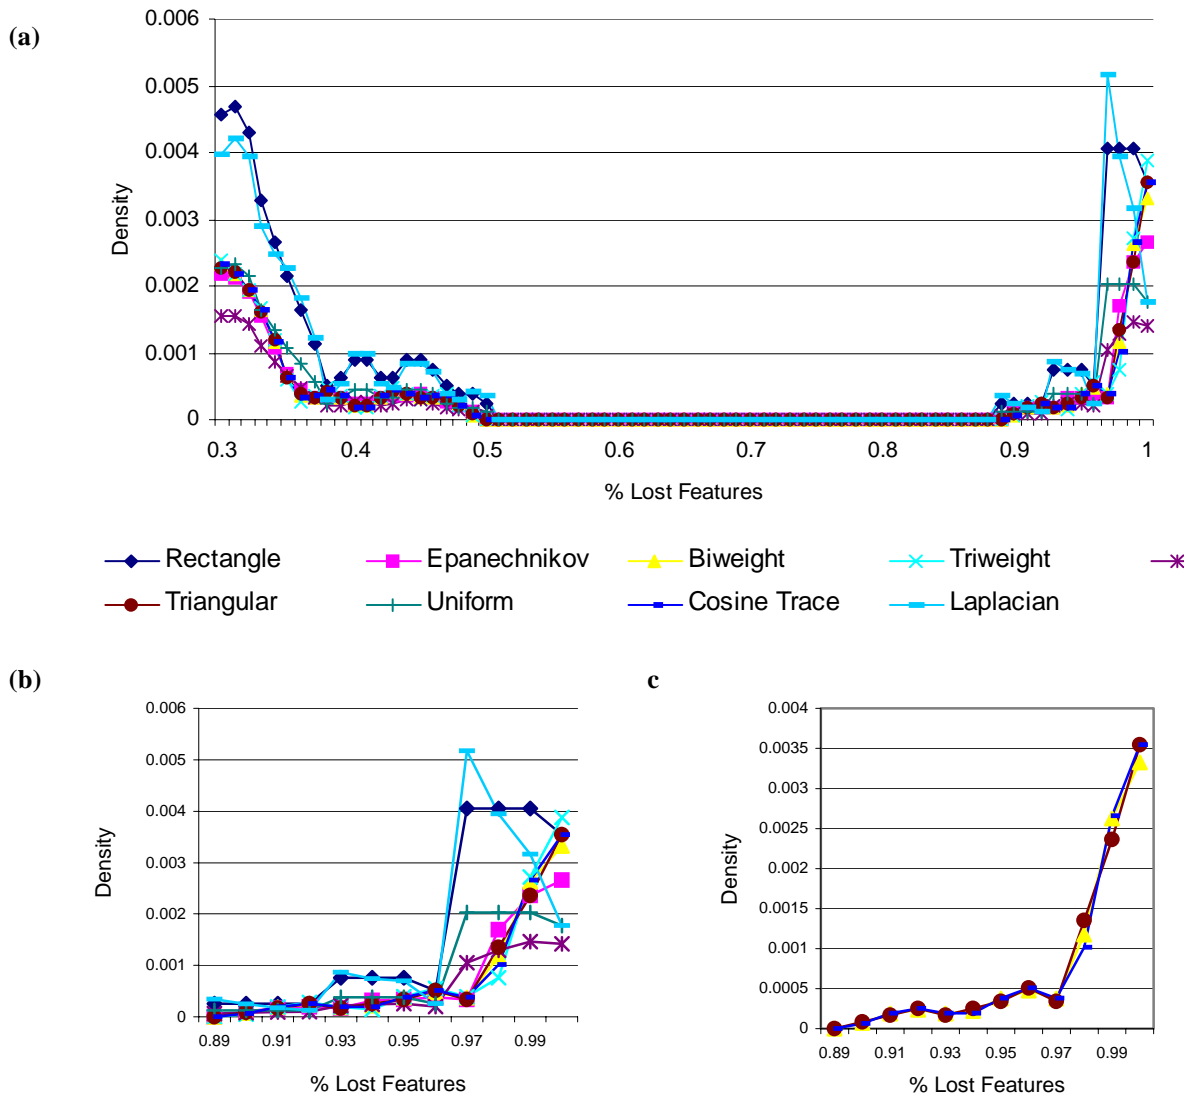 (a)
0.006
0.005
0.004
0.003
0.002
0.001
0
Density
0.3 0.4 0.5 0.6 0.7 0.8 0.9 1
% Lost Features
Rectangle Epanechnikov Biweight Triweight
Triangular Uniform Cosine Trace Laplacian
(b)
0.006
0.005
0.004
0.003
0.002
0.001
0
Density
0.89 0.91 0.93 0.95 0.97 0.99
% Lost Features
c
0.004
0.0035
0.003
0.0025
0.002
0.0015
0.001
0.0005
0
Density
0.89 0.91 0.93 0.95 0.97 0.99
% Lost Features